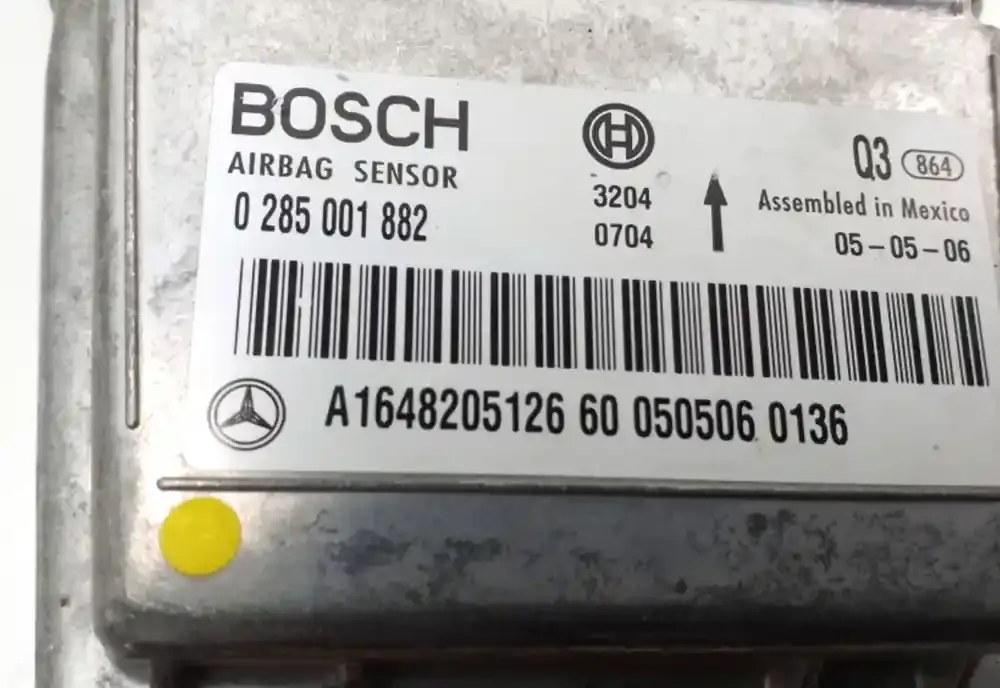 BOSCH
AIRBAG SENSOR
0 285 001 882
3204
0704
Q3 864
Assembled in Mexico
05-05-06
A1648205126 60 050506 0136